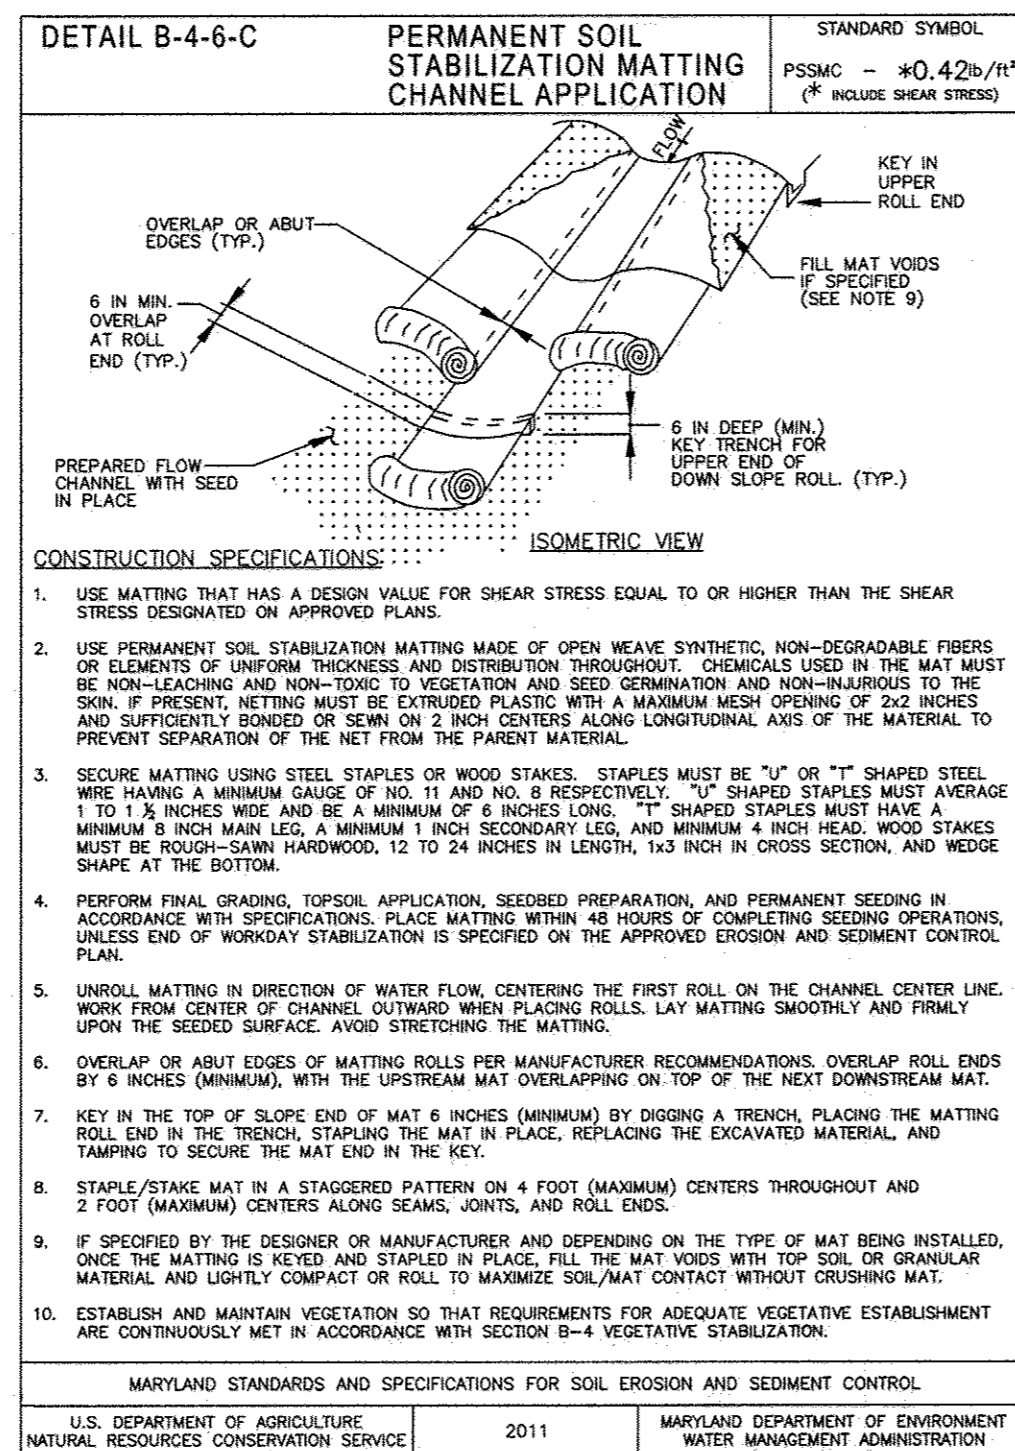 DETAIL B-4-6-C
PERMANENT SOIL
STABILIZATION MATTING
CHANNEL APPLICATION
STANDARD SYMBOL
PSSMC - *0.42lb/ft²
(* INCLUDE SHEAR STRESS)
FLOW
KEY IN
UPPER
ROLL END
OVERLAP OR ABUT
EDGES (TYP.)
FILL MAT VOIDS
IF SPECIFIED
(SEE NOTE 9)
6 IN MIN.
OVERLAP
AT ROLL
END (TYP.)
6 IN DEEP (MIN.)
KEY TRENCH FOR
UPPER END OF
DOWN SLOPE ROLL. (TYP.)
PREPARED FLOW
CHANNEL WITH SEED
IN PLACE
ISOMETRIC VIEW
CONSTRUCTION SPECIFICATIONS:
1. USE MATTING THAT HAS A DESIGN VALUE FOR SHEAR STRESS EQUAL TO OR HIGHER THAN THE SHEAR
STRESS DESIGNATED ON APPROVED PLANS.
2. USE PERMANENT SOIL STABILIZATION MATTING MADE OF OPEN WEAVE SYNTHETIC, NON-DEGRADABLE FIBERS
OR ELEMENTS OF UNIFORM THICKNESS AND DISTRIBUTION THROUGHOUT. CHEMICALS USED IN THE MAT MUST
BE NON-LEACHING AND NON-TOXIC TO VEGETATION AND SEED GERMINATION AND NON-INJURIOUS TO THE
SKIN. IF PRESENT, NETTING MUST BE EXTRUDED PLASTIC WITH A MAXIMUM MESH OPENING OF 2x2 INCHES
AND SUFFICIENTLY BONDED OR SEWN ON 2 INCH CENTERS ALONG LONGITUDINAL AXIS OF THE MATERIAL TO
PREVENT SEPARATION OF THE NET FROM THE PARENT MATERIAL.
3. SECURE MATTING USING STEEL STAPLES OR WOOD STAKES. STAPLES MUST BE "U" OR "T" SHAPED STEEL
WIRE HAVING A MINIMUM GAUGE OF NO. 11 AND NO. 8 RESPECTIVELY. "U" SHAPED STAPLES MUST AVERAGE
1 TO 1 ½ INCHES WIDE AND BE A MINIMUM OF 6 INCHES LONG. "T" SHAPED STAPLES MUST HAVE A
MINIMUM 8 INCH MAIN LEG, A MINIMUM 1 INCH SECONDARY LEG, AND MINIMUM 4 INCH HEAD. WOOD STAKES
MUST BE ROUGH-SAWN HARDWOOD, 12 TO 24 INCHES IN LENGTH, 1x3 INCH IN CROSS SECTION, AND WEDGE
SHAPE AT THE BOTTOM.
4. PERFORM FINAL GRADING, TOPSOIL APPLICATION, SEEDBED PREPARATION, AND PERMANENT SEEDING IN
ACCORDANCE WITH SPECIFICATIONS. PLACE MATTING WITHIN 48 HOURS OF COMPLETING SEEDING OPERATIONS,
UNLESS END OF WORKDAY STABILIZATION IS SPECIFIED ON THE APPROVED EROSION AND SEDIMENT CONTROL
PLAN.
5. UNROLL MATTING IN DIRECTION OF WATER FLOW, CENTERING THE FIRST ROLL ON THE CHANNEL CENTER LINE.
WORK FROM CENTER OF CHANNEL OUTWARD WHEN PLACING ROLLS. LAY MATTING SMOOTHLY AND FIRMLY
UPON THE SEEDED SURFACE. AVOID STRETCHING THE MATTING.
6. OVERLAP OR ABUT EDGES OF MATTING ROLLS PER MANUFACTURER RECOMMENDATIONS. OVERLAP ROLL ENDS
BY 6 INCHES (MINIMUM), WITH THE UPSTREAM MAT OVERLAPPING ON TOP OF THE NEXT DOWNSTREAM MAT.
7. KEY IN THE TOP OF SLOPE END OF MAT 6 INCHES (MINIMUM) BY DIGGING A TRENCH, PLACING THE MATTING
ROLL END IN THE TRENCH, STAPLING THE MAT IN PLACE, REPLACING THE EXCAVATED MATERIAL, AND
TAMPING TO SECURE THE MAT END IN THE KEY.
8. STAPLE/STAKE MAT IN A STAGGERED PATTERN ON 4 FOOT (MAXIMUM) CENTERS THROUGHOUT AND
2 FOOT (MAXIMUM) CENTERS ALONG SEAMS, JOINTS, AND ROLL ENDS.
9. IF SPECIFIED BY THE DESIGNER OR MANUFACTURER AND DEPENDING ON THE TYPE OF MAT BEING INSTALLED,
ONCE THE MATTING IS KEYED AND STAPLED IN PLACE, FILL THE MAT VOIDS WITH TOP SOIL OR GRANULAR
MATERIAL AND LIGHTLY COMPACT OR ROLL TO MAXIMIZE SOIL/MAT CONTACT WITHOUT CRUSHING MAT.
10. ESTABLISH AND MAINTAIN VEGETATION SO THAT REQUIREMENTS FOR ADEQUATE VEGETATIVE ESTABLISHMENT
ARE CONTINUOUSLY MET IN ACCORDANCE WITH SECTION B-4 VEGETATIVE STABILIZATION.
MARYLAND STANDARDS AND SPECIFICATIONS FOR SOIL EROSION AND SEDIMENT CONTROL
U.S. DEPARTMENT OF AGRICULTURE
NATURAL RESOURCES CONSERVATION SERVICE
2011
MARYLAND DEPARTMENT OF ENVIRONMENT
WATER MANAGEMENT ADMINISTRATION